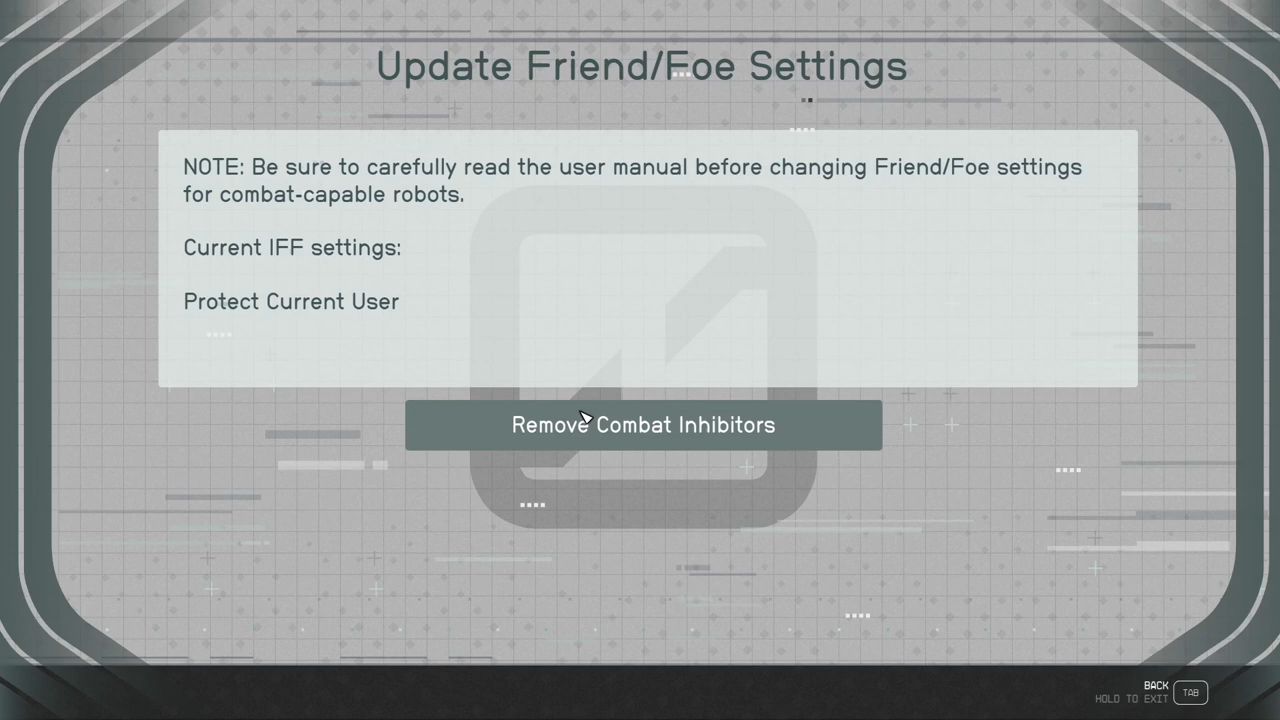 Update Friend/Foe Settings
NOTE: Be sure to carefully read the user manual before changing Friend/Foe settings
for combat-capable robots.
Current IFF settings:
Protect Current User
Remove Combat Inhibitors
BACK
HOLD TO EXIT
TAB